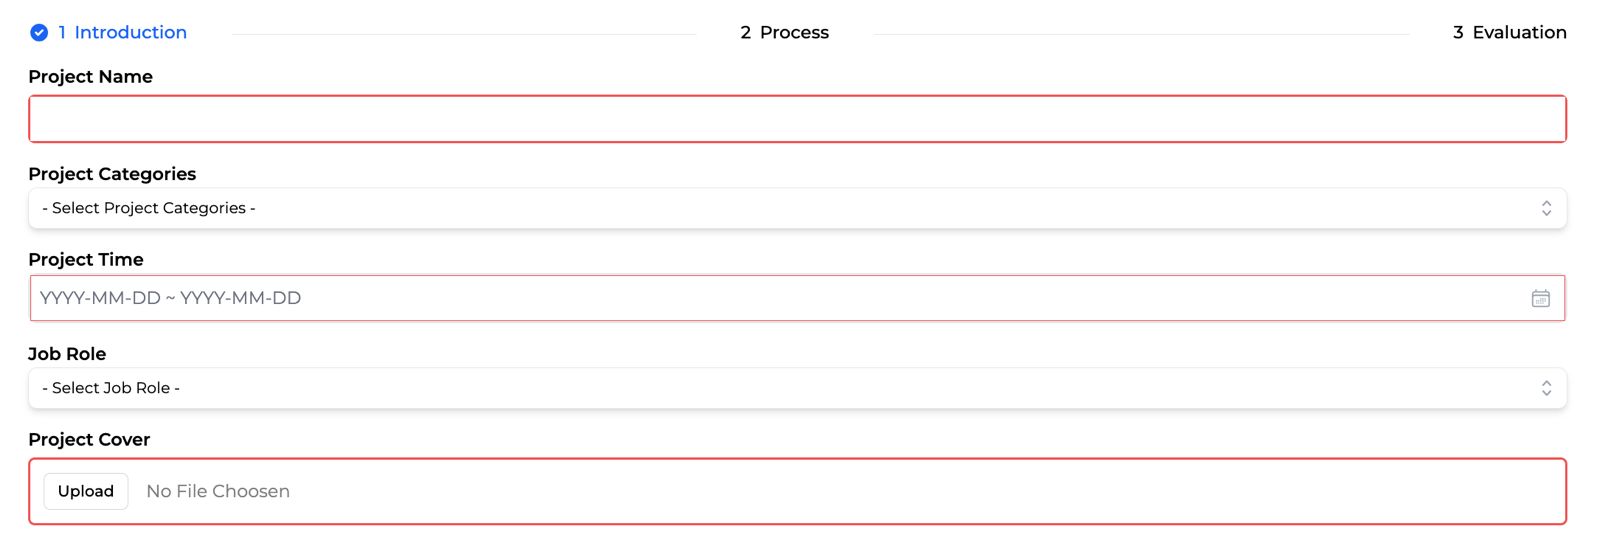 1 Introduction 2 Process 3 Evaluation
Project Name
Project Categories
- Select Project Categories -
Project Time
YYYY-MM-DD ~ YYYY-MM-DD
Job Role
- Select Job Role -
Project Cover
Upload No File Choosen